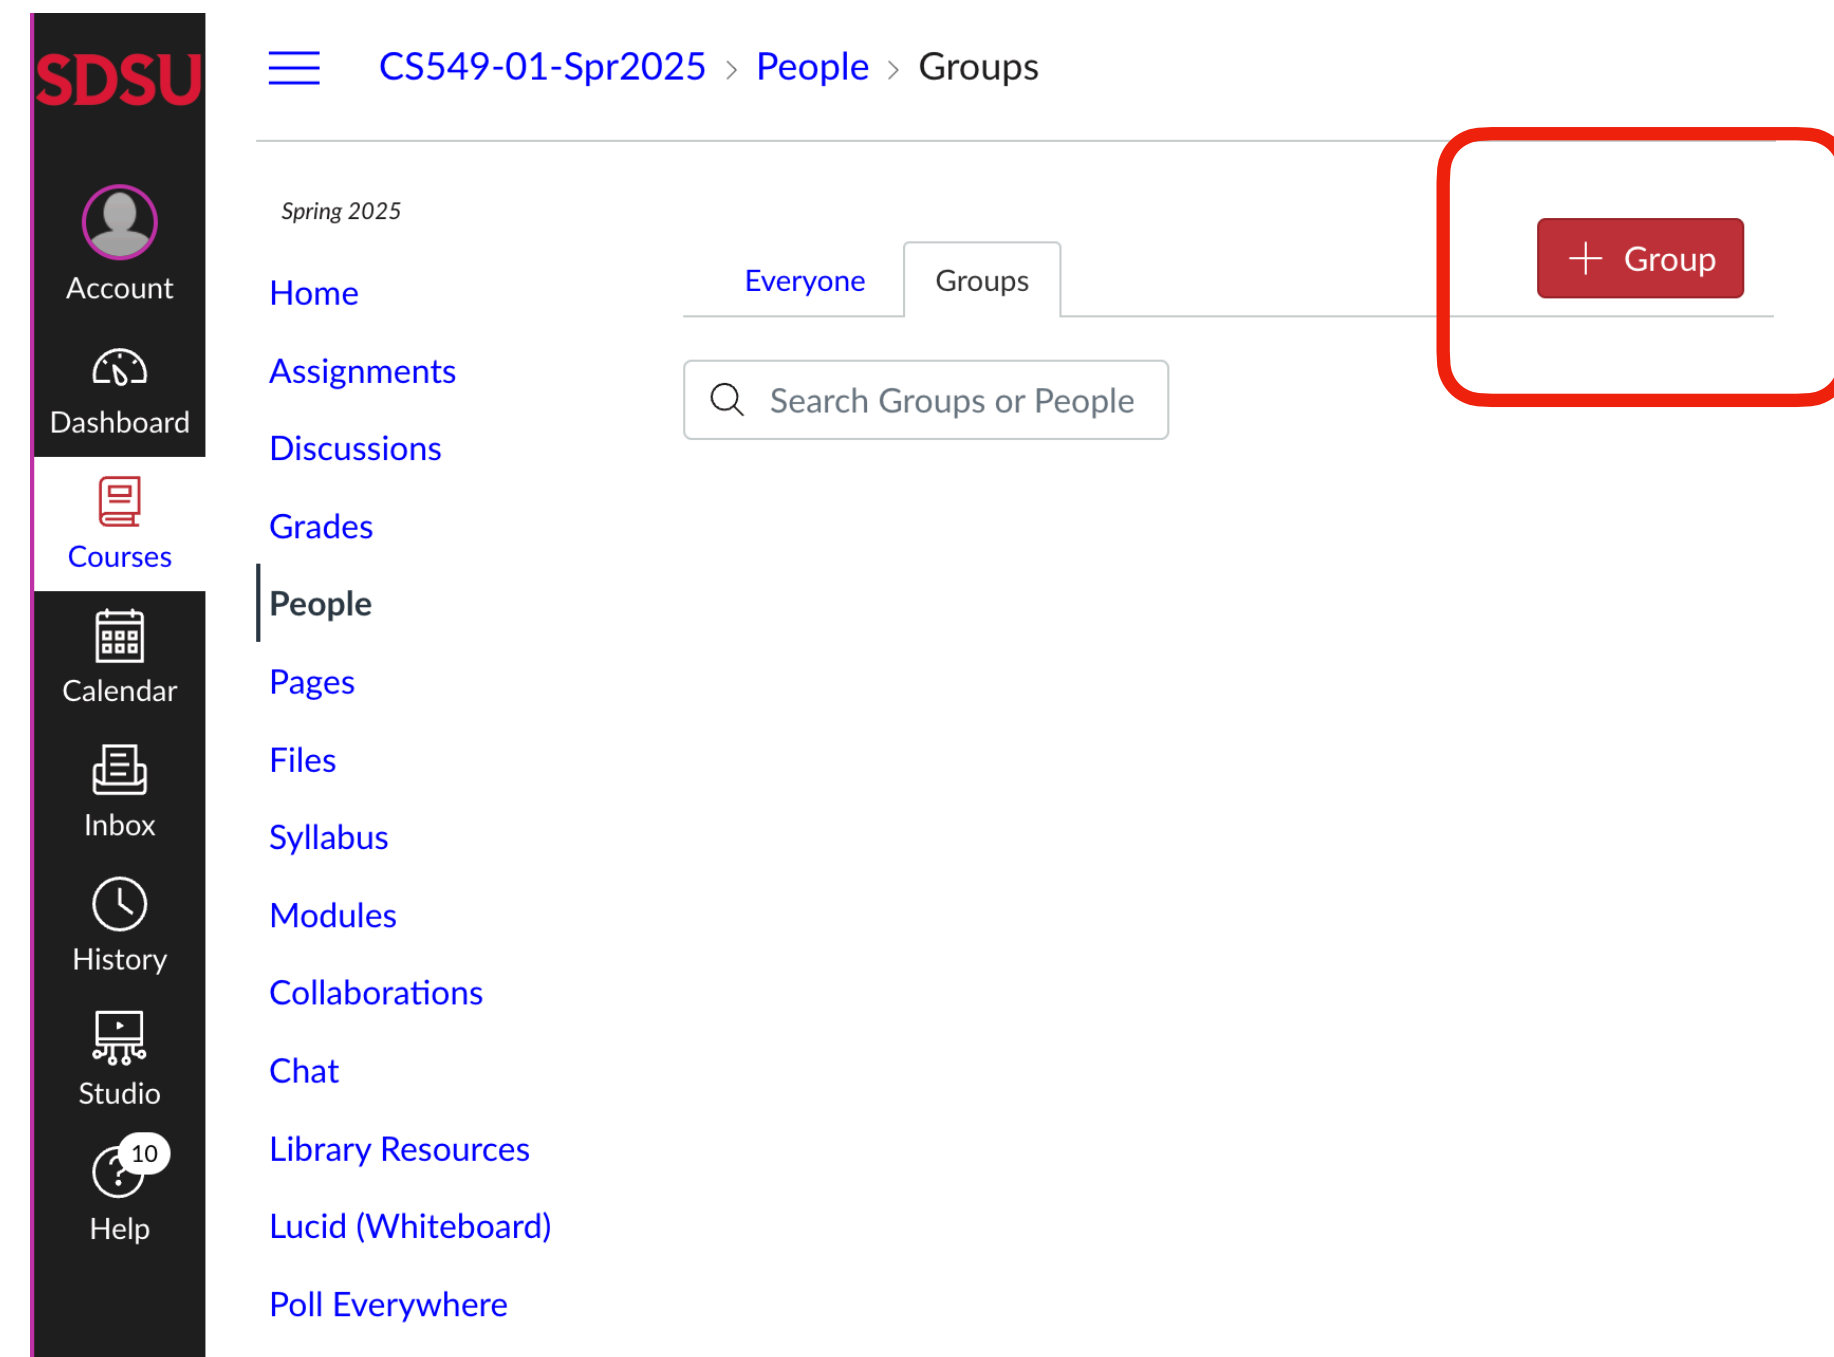 SDSU
Account
Dashboard
Courses
Calendar
Inbox
History
Studio
10
Help
CS549-01-Spr2025 > People > Groups
Spring 2025
Home
Assignments
Discussions
Grades
People
Pages
Files
Syllabus
Modules
Collaborations
Chat
Library Resources
Lucid (Whiteboard)
Poll Everywhere
Everyone
Groups
+ Group
Search Groups or People